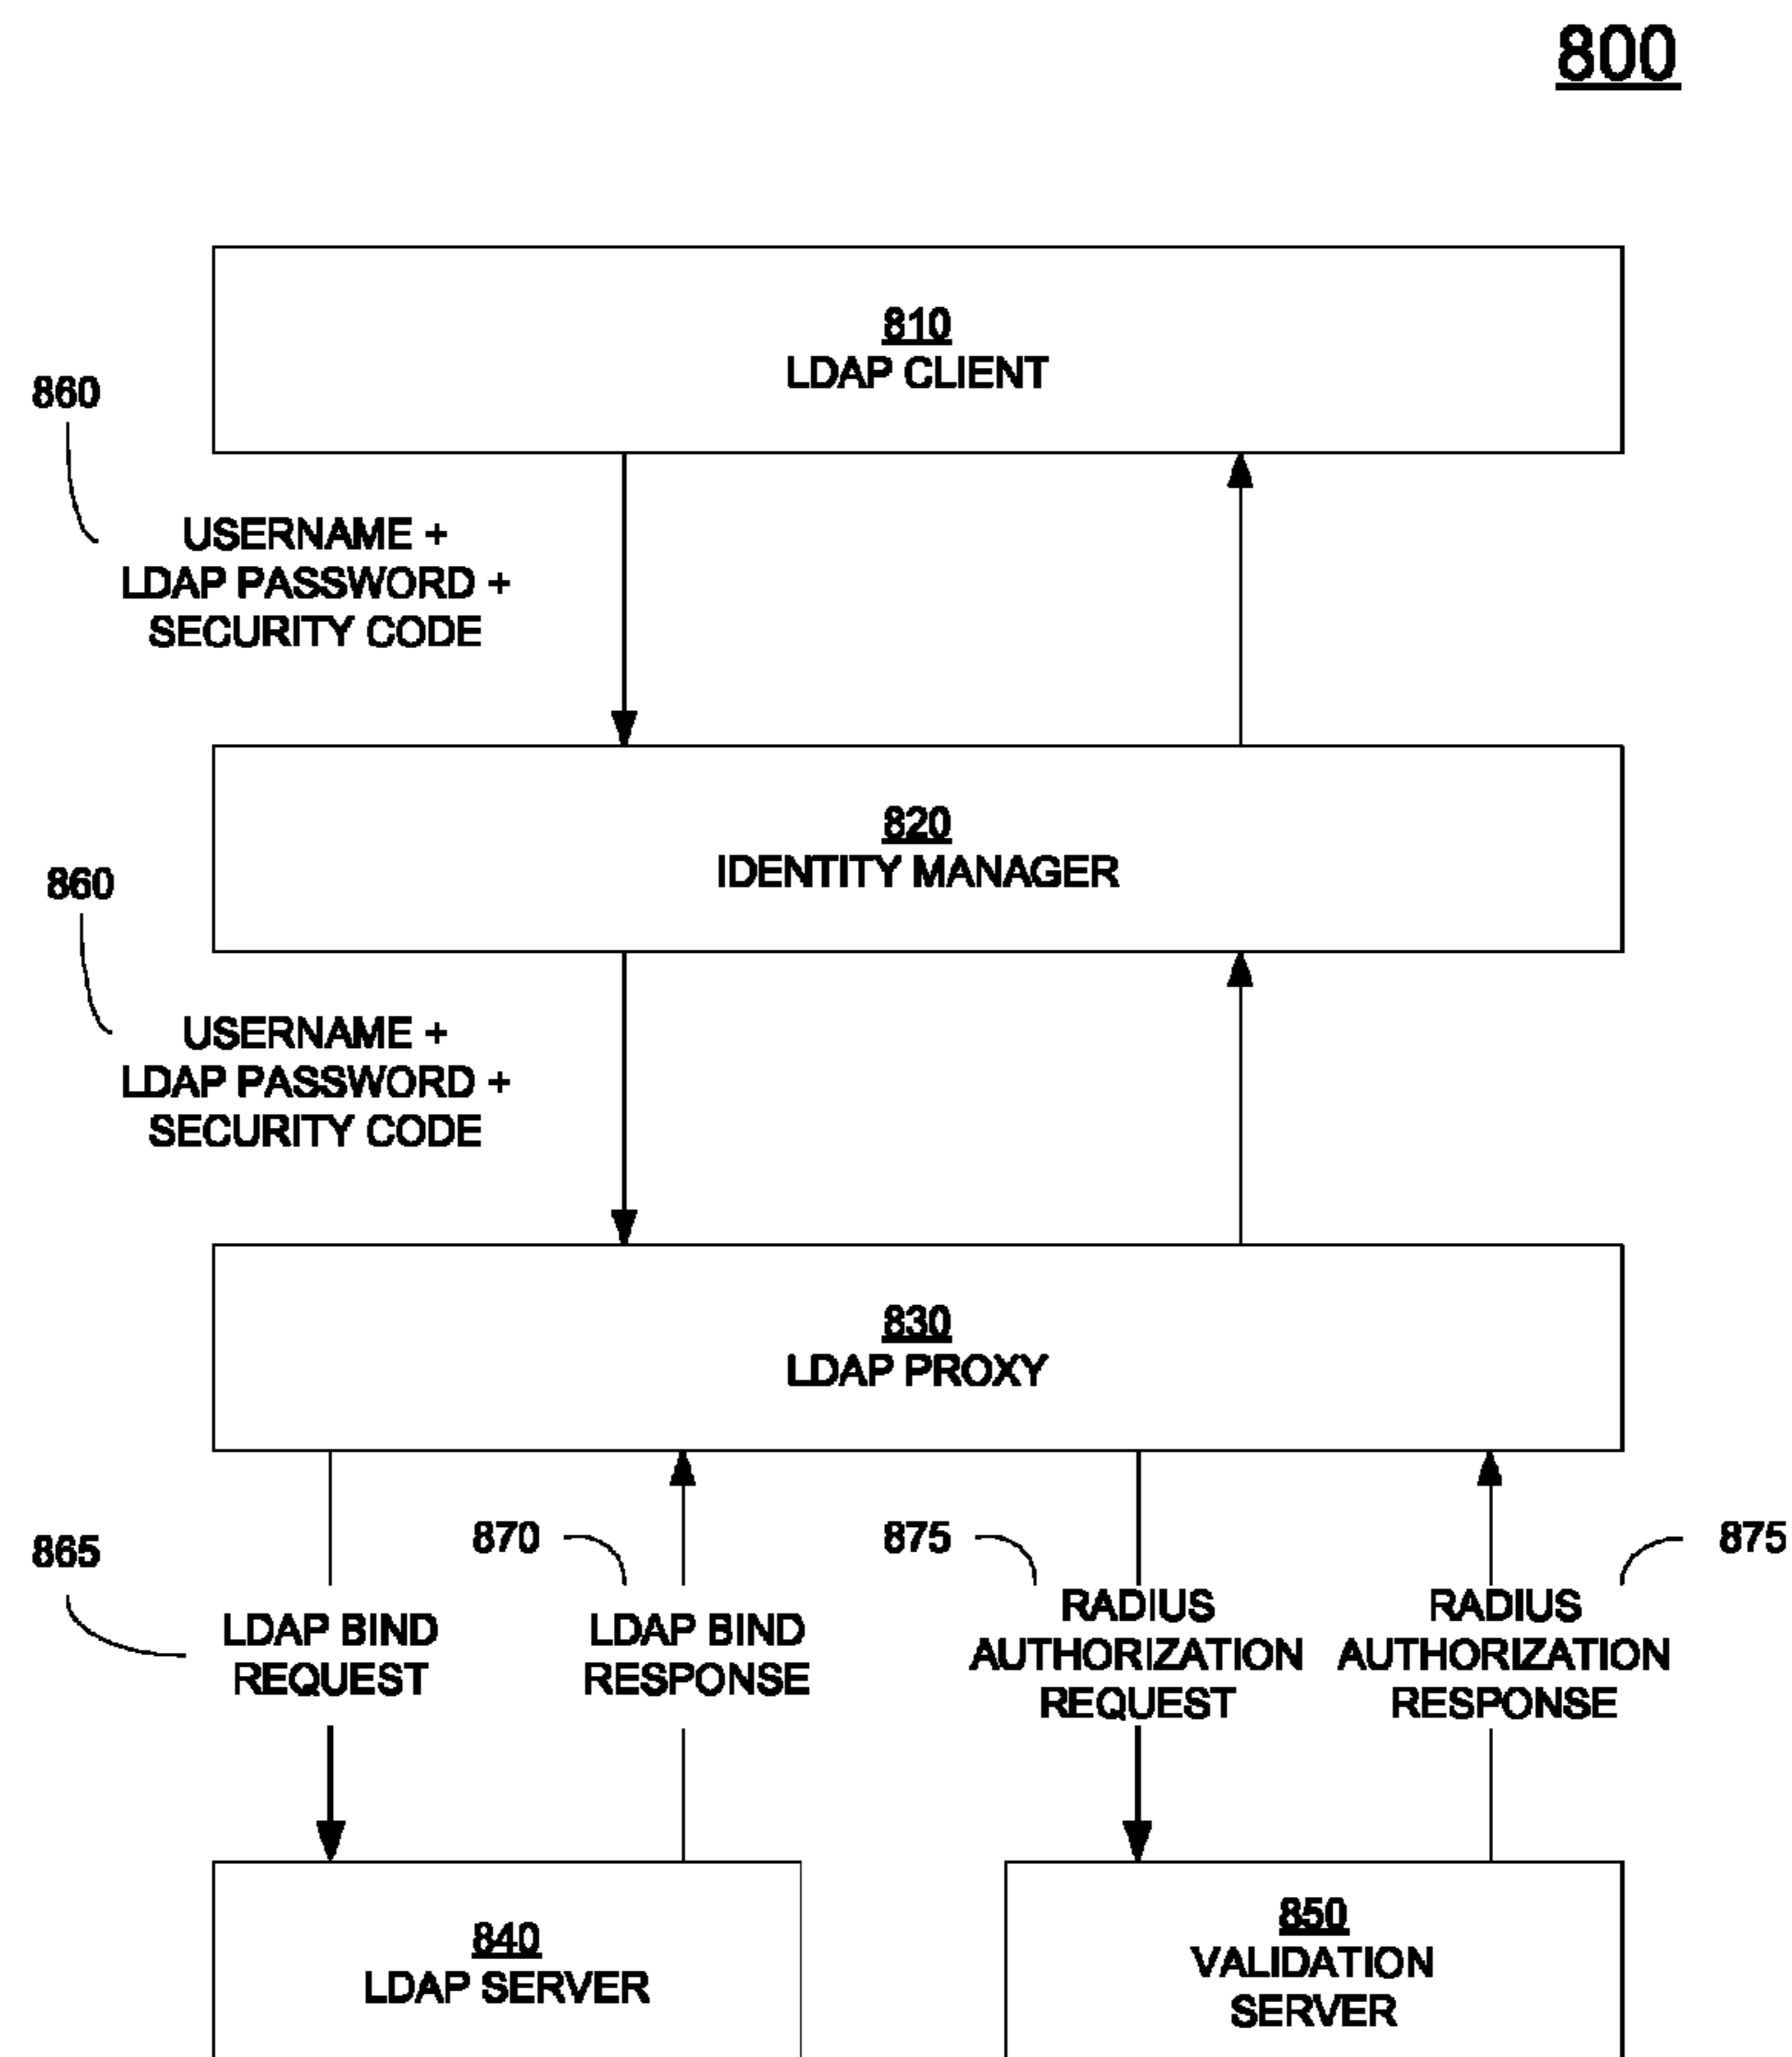 800
810
LDAP CLIENT
860
USERNAME +
LDAP PASSWORD +
SECURITY CODE
820
IDENTITY MANAGER
860
USERNAME +
LDAP PASSWORD +
SECURITY CODE
830
LDAP PROXY
865
LDAP BIND
REQUEST
870
LDAP BIND
RESPONSE
875
RADIUS
AUTHORIZATION
REQUEST
875
RADIUS
AUTHORIZATION
RESPONSE
840
LDAP SERVER
850
VALIDATION
SERVER